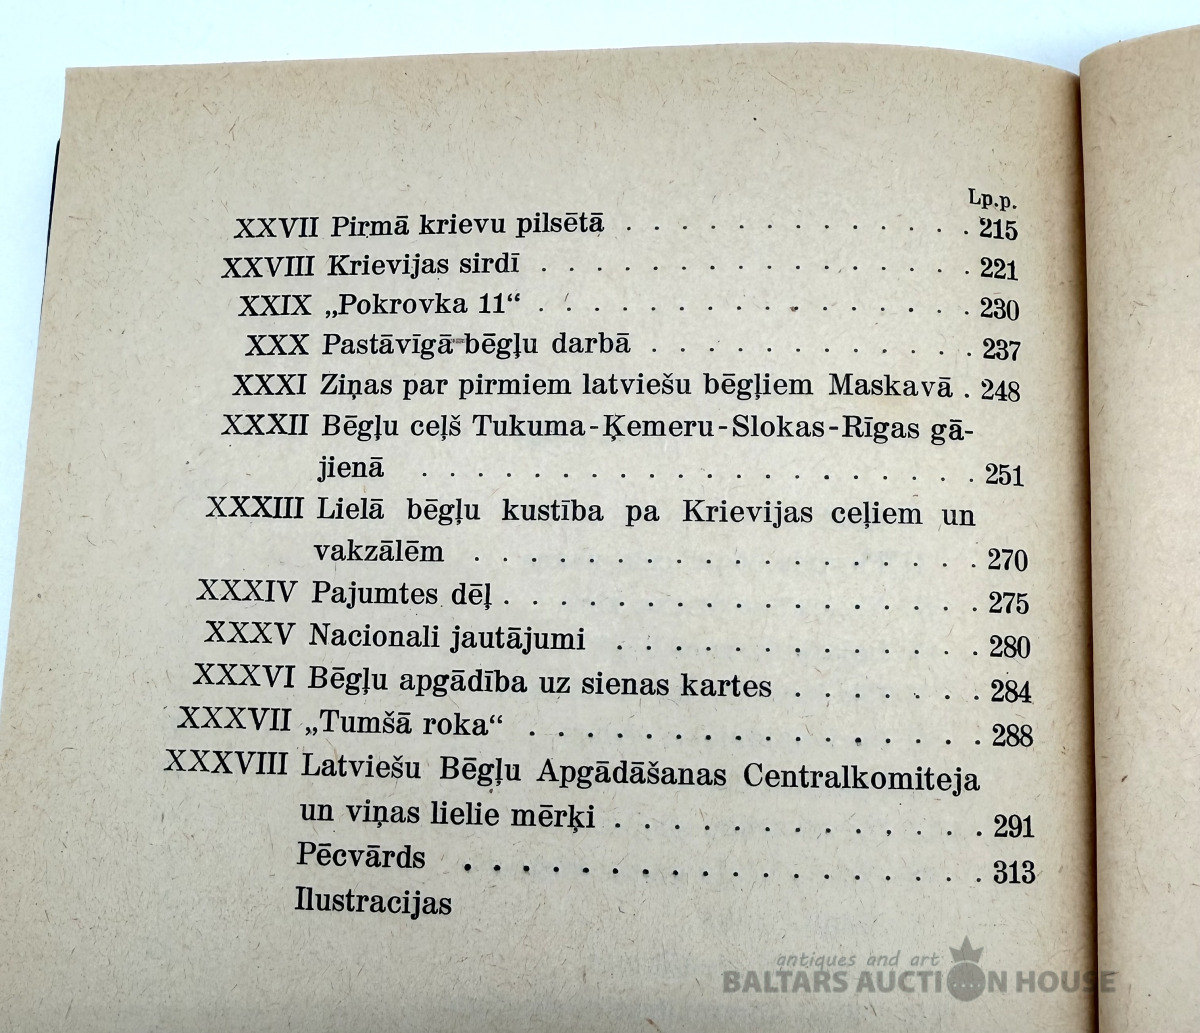 Lp.p.
XXVII Pirmā krievu pilsētā . . . . . . . . . . . . . 215
XXVIII Krievijas sirdī . . . . . . . . . . . . . . . . 221
XXIX „Pokrovka 11“ . . . . . . . . . . . . . . . . 230
XXX Pastāvīgā bēgļu darbā . . . . . . . . . . . . 237
XXXI Ziņas par pirmiem latviešu bēgļiem Maskavā . 248
XXXII Bēgļu ceļš Tukuma-Ķemeru-Slokas-Rīgas gā-
jienā . . . . . . . . . . . . . . . . . . . . 251
XXXIII Lielā bēgļu kustība pa Krievijas ceļiem un
vakzālēm . . . . . . . . . . . . . . . . . . 270
XXXIV Pajumtes dēļ . . . . . . . . . . . . . . . . . 275
XXXV Nacionali jautājumi . . . . . . . . . . . . . 280
XXXVI Bēgļu apgādība uz sienas kartes . . . . . . . 284
XXXVII „Tumšā roka“ . . . . . . . . . . . . . . . . 288
XXXVIII Latviešu Bēgļu Apgādāšanas Centralkomiteja
un viņas lielie mērķi . . . . . . . . . . . . . 291
Pēcvārds . . . . . . . . . . . . . . . . . . 313
Ilustracijas
antiques and art
BALTARS AUCTION HOUSE